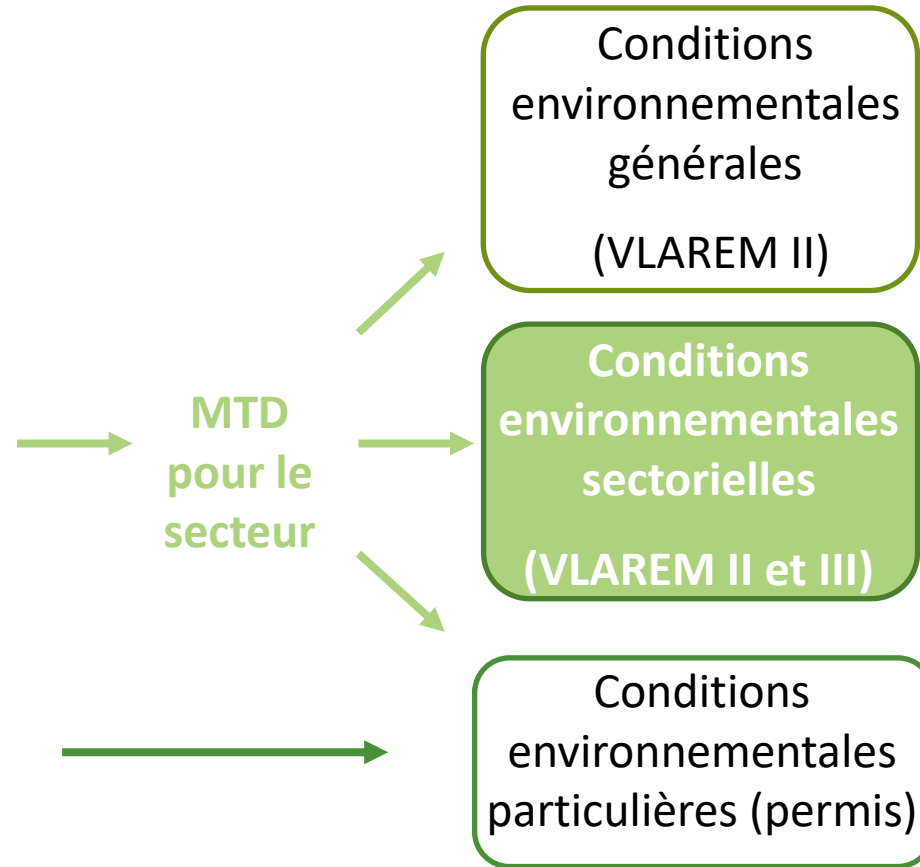 Conditions
environnementales
générales
(VLAREM II)
MTD
pour le
secteur
Conditions
environnementales
sectorielles
(VLAREM II et III)
Conditions
environnementales
particulières (permis)